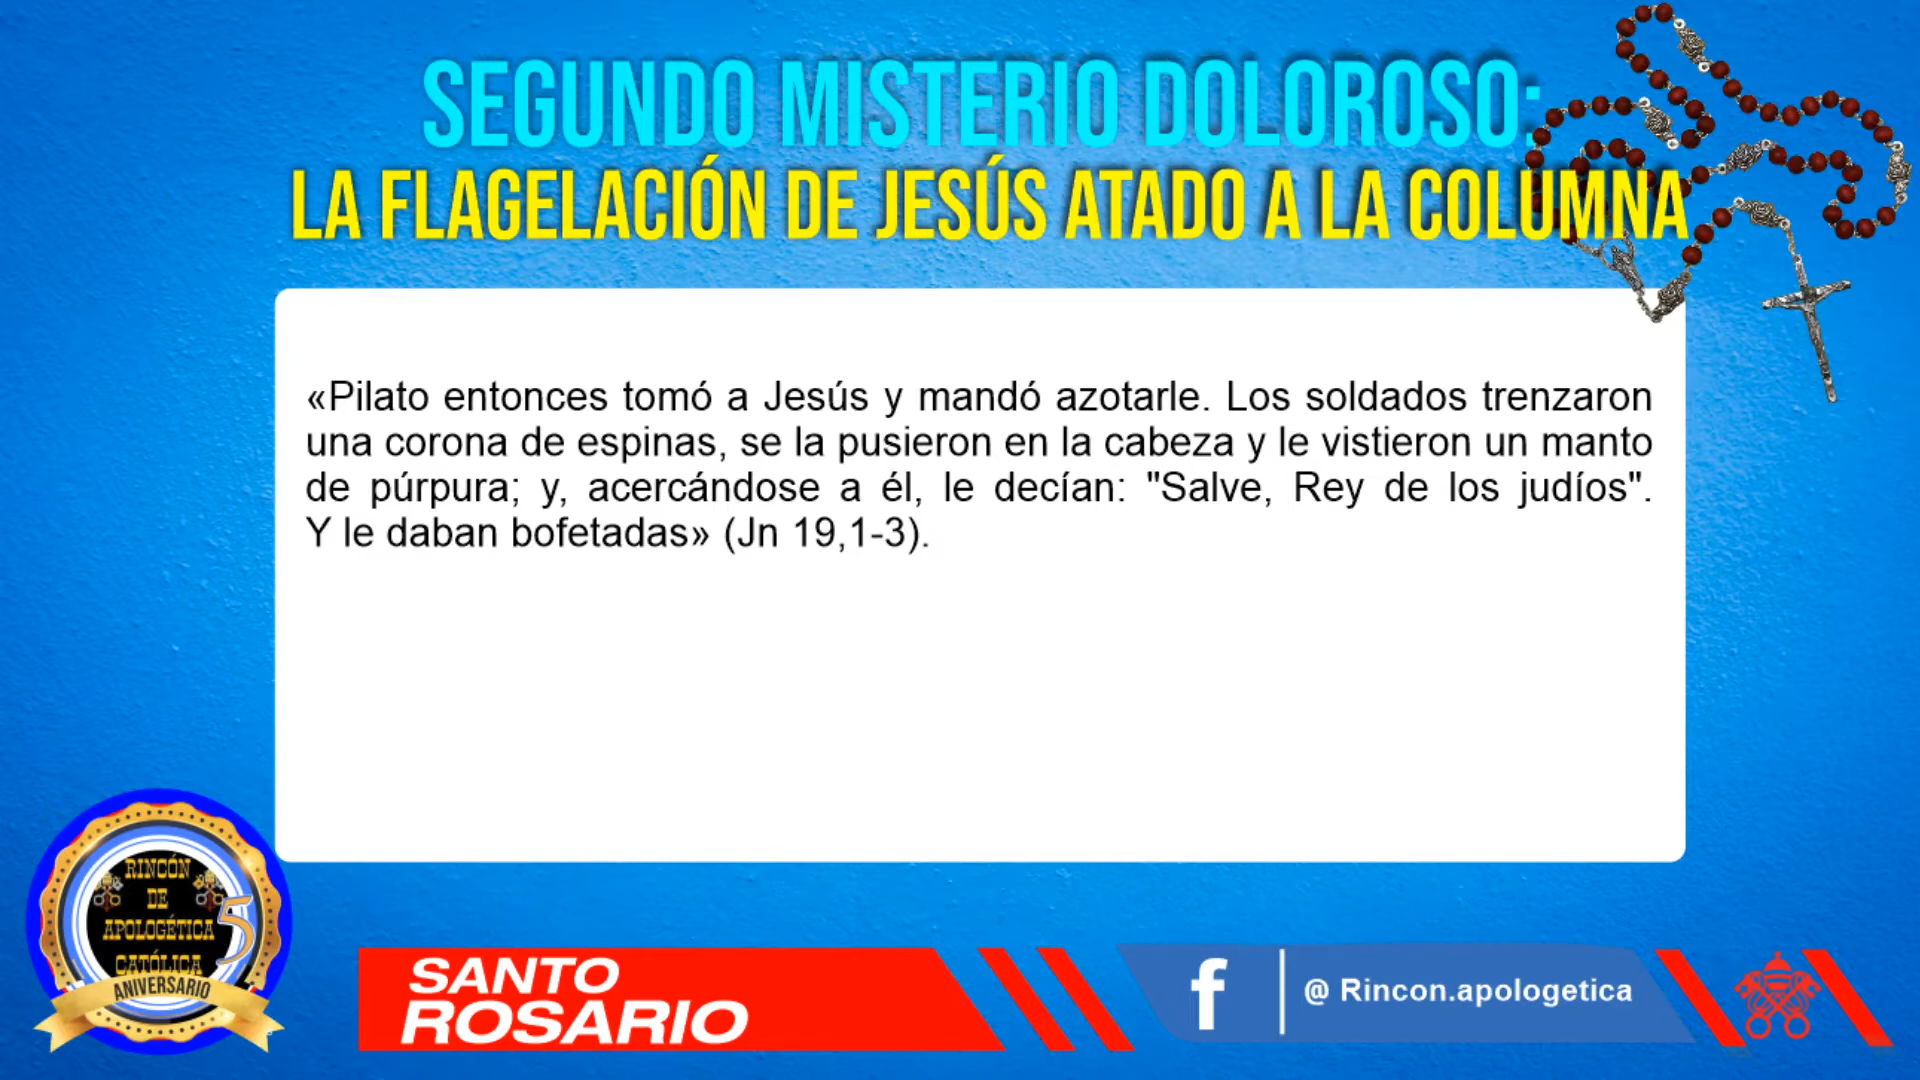 SEGUNDO MISTERIO DOLOROSO:
LA FLAGELACIÓN DE JESÚS ATADO A LA COLUMNA
«Pilato entonces tomó a Jesús y mandó azotarle. Los soldados trenzaron
una corona de espinas, se la pusieron en la cabeza y le vistieron un manto
de púrpura; y, acercándose a él, le decían: "Salve, Rey de los judíos".
Y le daban bofetadas» (Jn 19,1-3).
RINCÓN
DE
APOLOGÉTICA
CATÓLICA
5
ANIVERSARIO
SANTO
ROSARIO
f
@ Rincon.apologetica